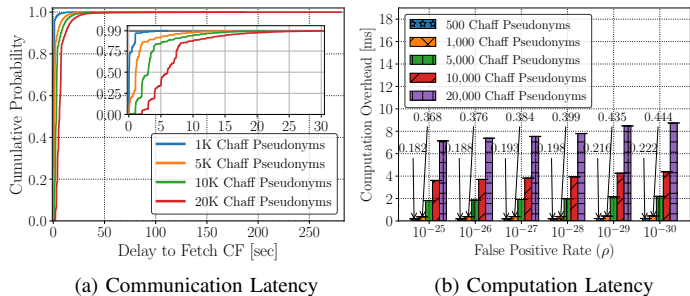 1.0
0.8
0.6
0.4
0.2
0.0
Cumulative Probability
0.99
0.75
0.50
0.25
0.00
0 5 10 15 20 25 30
1K Chaff Pseudonyms
5K Chaff Pseudonyms
10K Chaff Pseudonyms
20K Chaff Pseudonyms
0 50 100 150 200 250
Delay to Fetch CF [sec]
(a) Communication Latency
18
16
14
12
10
8
6
4
2
0
Computation Overhead [ms]
500 Chaff Pseudonyms
1,000 Chaff Pseudonyms
5,000 Chaff Pseudonyms
10,000 Chaff Pseudonyms
20,000 Chaff Pseudonyms
0.368 0.376 0.384 0.399 0.435 0.444
0.182 0.188 0.193 0.198 0.216 0.222
10⁻²⁵ 10⁻²⁶ 10⁻²⁷ 10⁻²⁸ 10⁻²⁹ 10⁻³⁰
False Positive Rate (ρ)
(b) Computation Latency